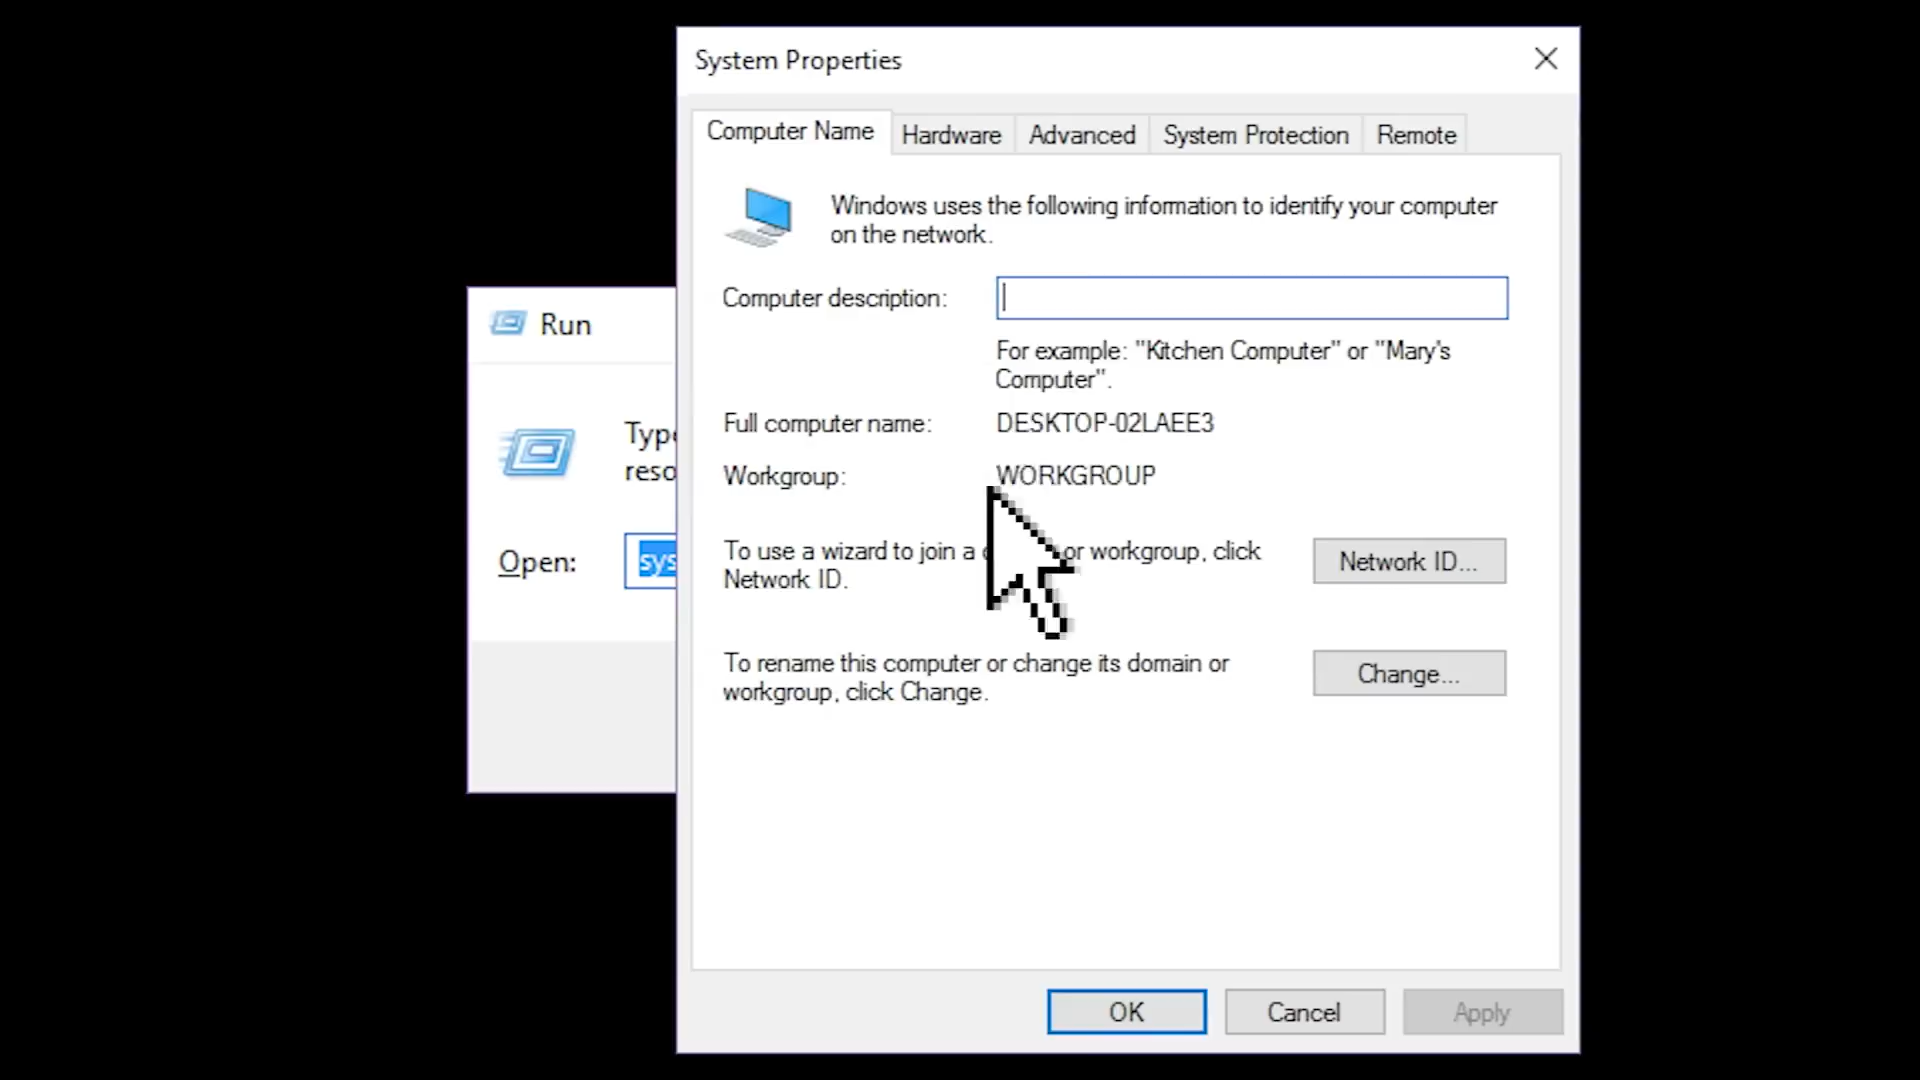 System Properties
Computer Name
Hardware
Advanced
System Protection
Remote
Windows uses the following information to identify your computer
on the network.
Computer description:
For example: "Kitchen Computer" or "Mary's
Computer".
Full computer name:
DESKTOP-02LAEE3
Workgroup:
WORKGROUP
To use a wizard to join a or workgroup, click
Network ID.
Network ID...
To rename this computer or change its domain or
workgroup, click Change.
Change...
OK
Cancel
Apply
Run
Open: